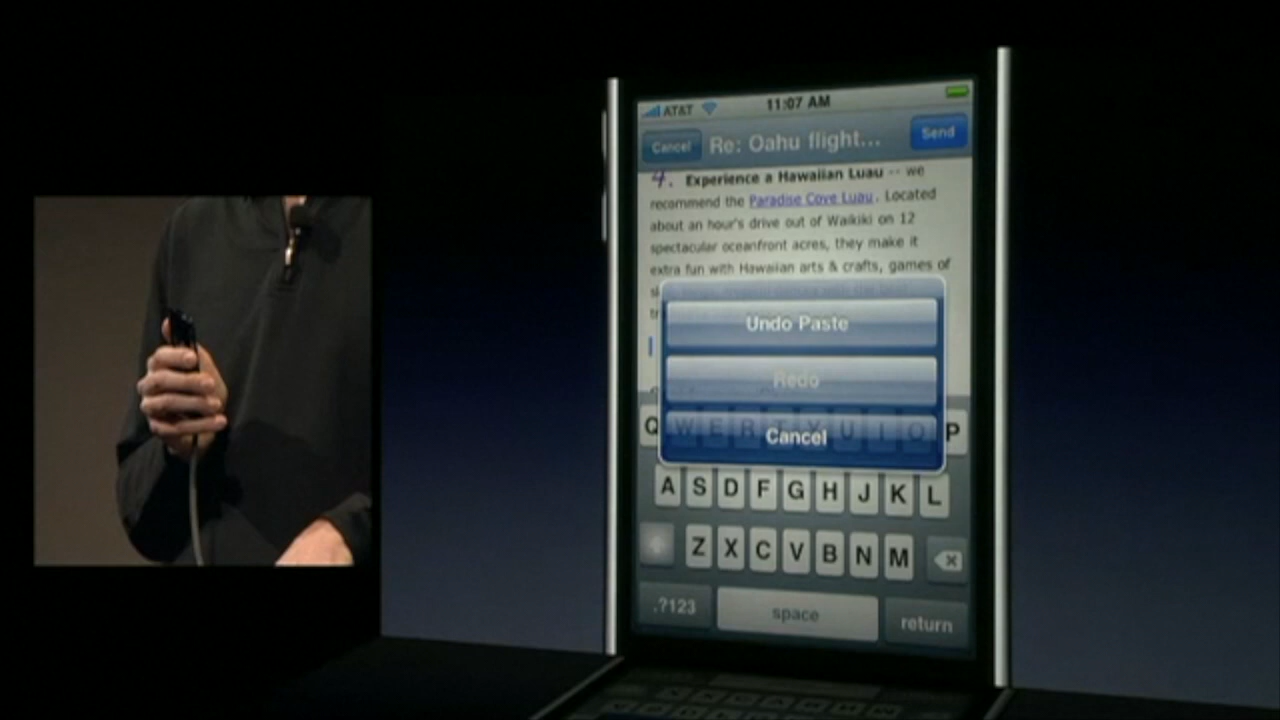 AT&T 11:07 AM
Cancel Re: Oahu flight... Send
4. Experience a Hawaiian Luau -- we
recommend the Paradise Cove Luau. Located
about an hour's drive out of Waikiki on 12
spectacular oceanfront acres, they make it
extra fun with Hawaiian arts & crafts, games of
Undo Paste
Redo
Cancel
Q W E R Y U I O P
A S D F G H J K L
Z X C V B N M
.?123 space return